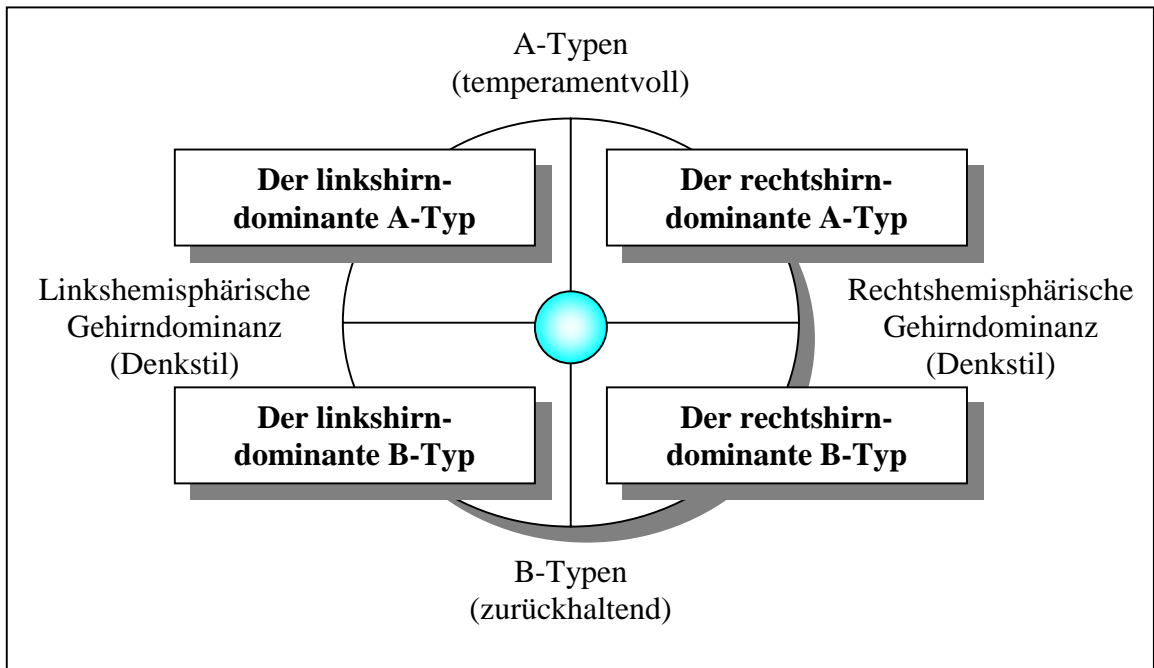 A-Typen
(temperamentvoll)
Der linkshirn-
dominante A-Typ
Der rechtshirn-
dominante A-Typ
Linkshemisphärische
Gehirndominanz
(Denkstil)
Rechtshemisphärische
Gehirndominanz
(Denkstil)
Der linkshirn-
dominante B-Typ
Der rechtshirn-
dominante B-Typ
B-Typen
(zurückhaltend)